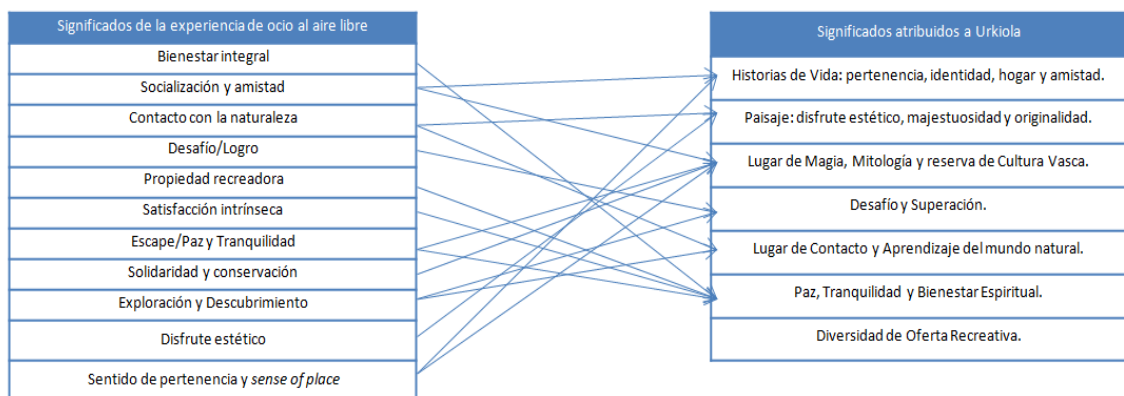 Significados de la experiencia de ocio al aire libre
Bienestar integral
Socialización y amistad
Contacto con la naturaleza
Desafío/Logro
Propiedad recreadora
Satisfacción intrínseca
Escape/Paz y Tranquilidad
Solidaridad y conservación
Exploración y Descubrimiento
Disfrute estético
Sentido de pertenencia y sense of place
Significados atribuidos a Urkiola
Historias de Vida: pertenencia, identidad, hogar y amistad.
Paisaje: disfrute estético, majestuosidad y originalidad.
Lugar de Magia, Mitología y reserva de Cultura Vasca.
Desafío y Superación.
Lugar de Contacto y Aprendizaje del mundo natural.
Paz, Tranquilidad y Bienestar Espiritual.
Diversidad de Oferta Recreativa.